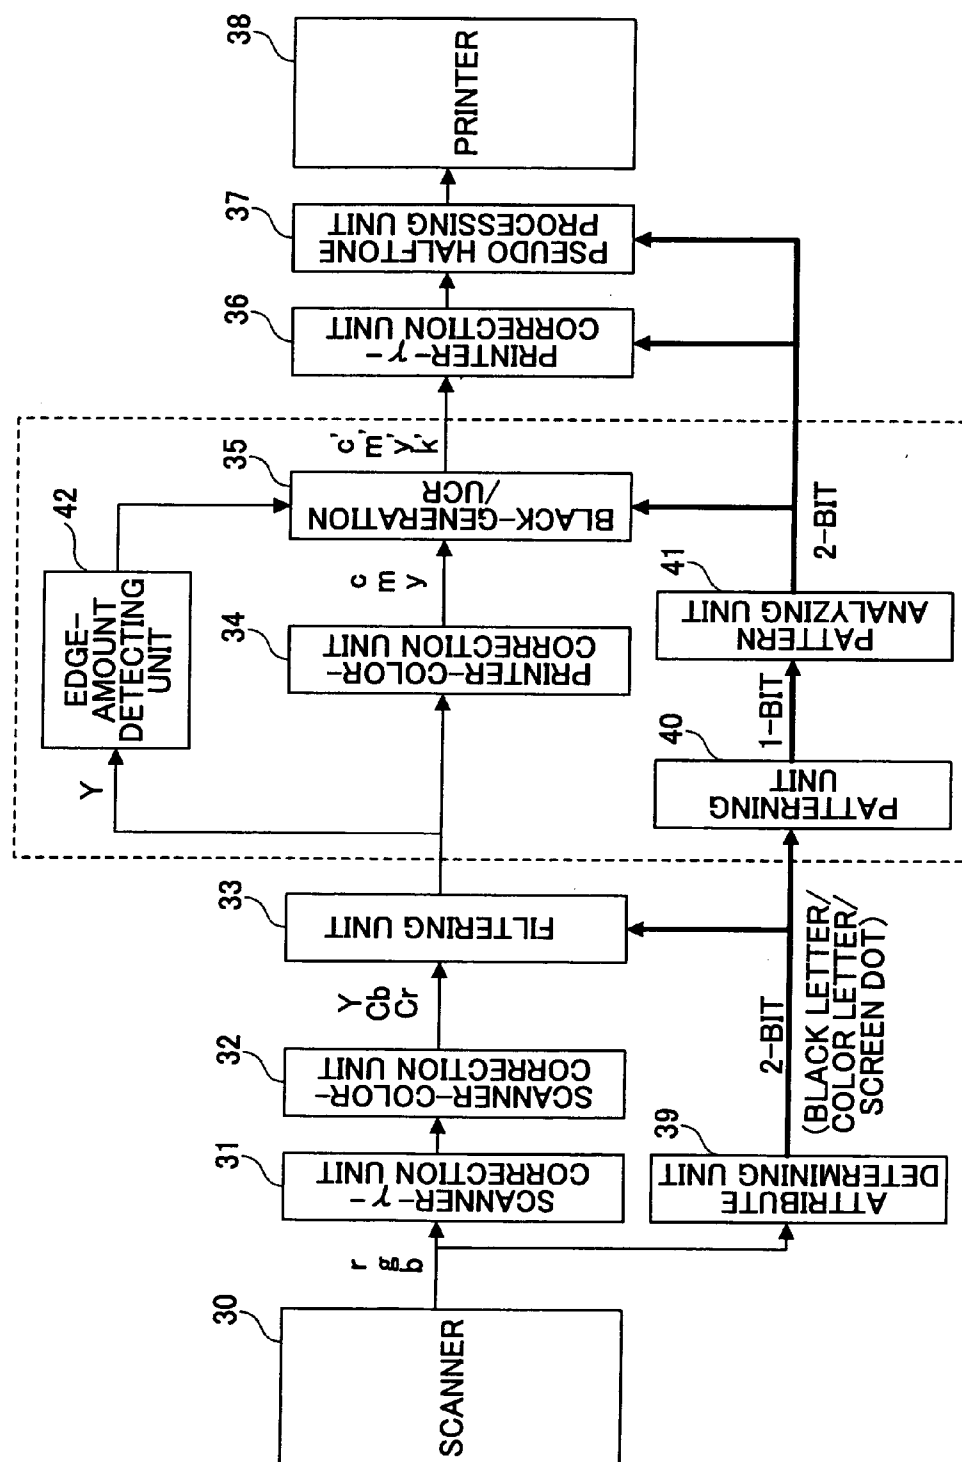 30
SCANNER
r
g
b
31
SCANNER-γ-
CORRECTION UNIT
32
SCANNER-COLOR-
CORRECTION UNIT
Y
Cb
Cr
33
FILTERING UNIT
39
ATTRIBUTE
DETERMINING UNIT
2-BIT
(BLACK LETTER/
COLOR LETTER/
SCREEN DOT)
Y
EDGE-
AMOUNT
DETECTING
UNIT
42
34
PRINTER-COLOR-
CORRECTION UNIT
c
m
y
35
BLACK-GENERATION
/UCR
c'
m'
y'
k'
40
PATTERNING
UNIT
1-BIT
41
PATTERN
ANALYZING UNIT
2-BIT
36
PRINTER-γ-
CORRECTION UNIT
37
PSEUDO HALFTONE
PROCESSING UNIT
38
PRINTER